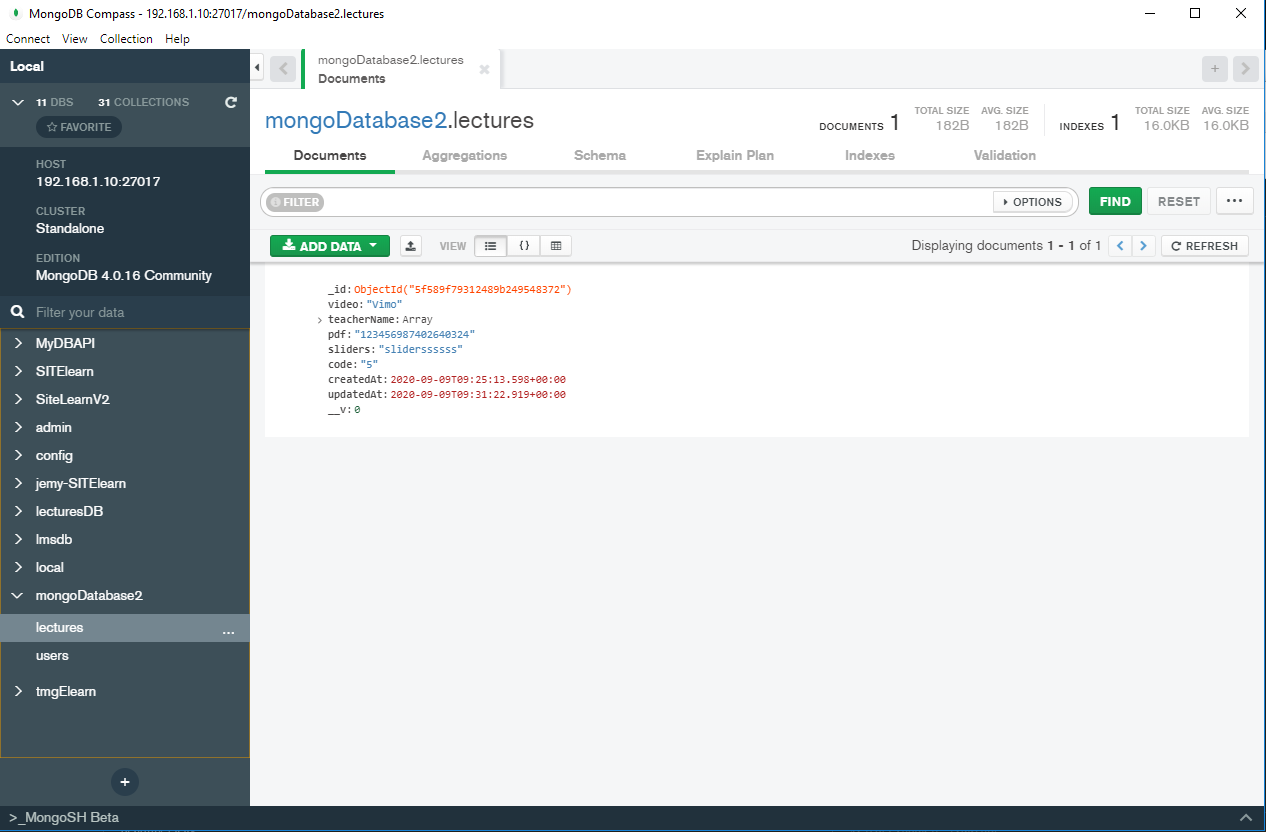 MongoDB Compass - 192.168.1.10:27017/mongoDatabase2.lectures
Connect View Collection Help
Local
11 DBS 31 COLLECTIONS
FAVORITE
HOST
192.168.1.10:27017
CLUSTER
Standalone
EDITION
MongoDB 4.0.16 Community
Filter your data
MyDBAPI
SITElearn
SiteLearnV2
admin
config
jemy-SITElearn
lecturesDB
lmsdb
local
mongoDatabase2
lectures ...
users
tmgElearn
+
mongoDatabase2.lectures
Documents
+
mongoDatabase2.lectures
DOCUMENTS 1 TOTAL SIZE 182B AVG. SIZE 182B INDEXES 1 TOTAL SIZE 16.0KB AVG. SIZE 16.0KB
Documents Aggregations Schema Explain Plan Indexes Validation
FILTER OPTIONS FIND RESET ...
ADD DATA VIEW {} Displaying documents 1 - 1 of 1 < > REFRESH
_id: ObjectId("5f589f79312489b249548372")
video: "Vimo"
> teacherName: Array
pdf: "123456987402640324"
sliders: "sliderssssss"
code: "5"
createdAt: 2020-09-09T09:25:13.598+00:00
updatedAt: 2020-09-09T09:31:22.919+00:00
__v: 0
>_MongoSH Beta